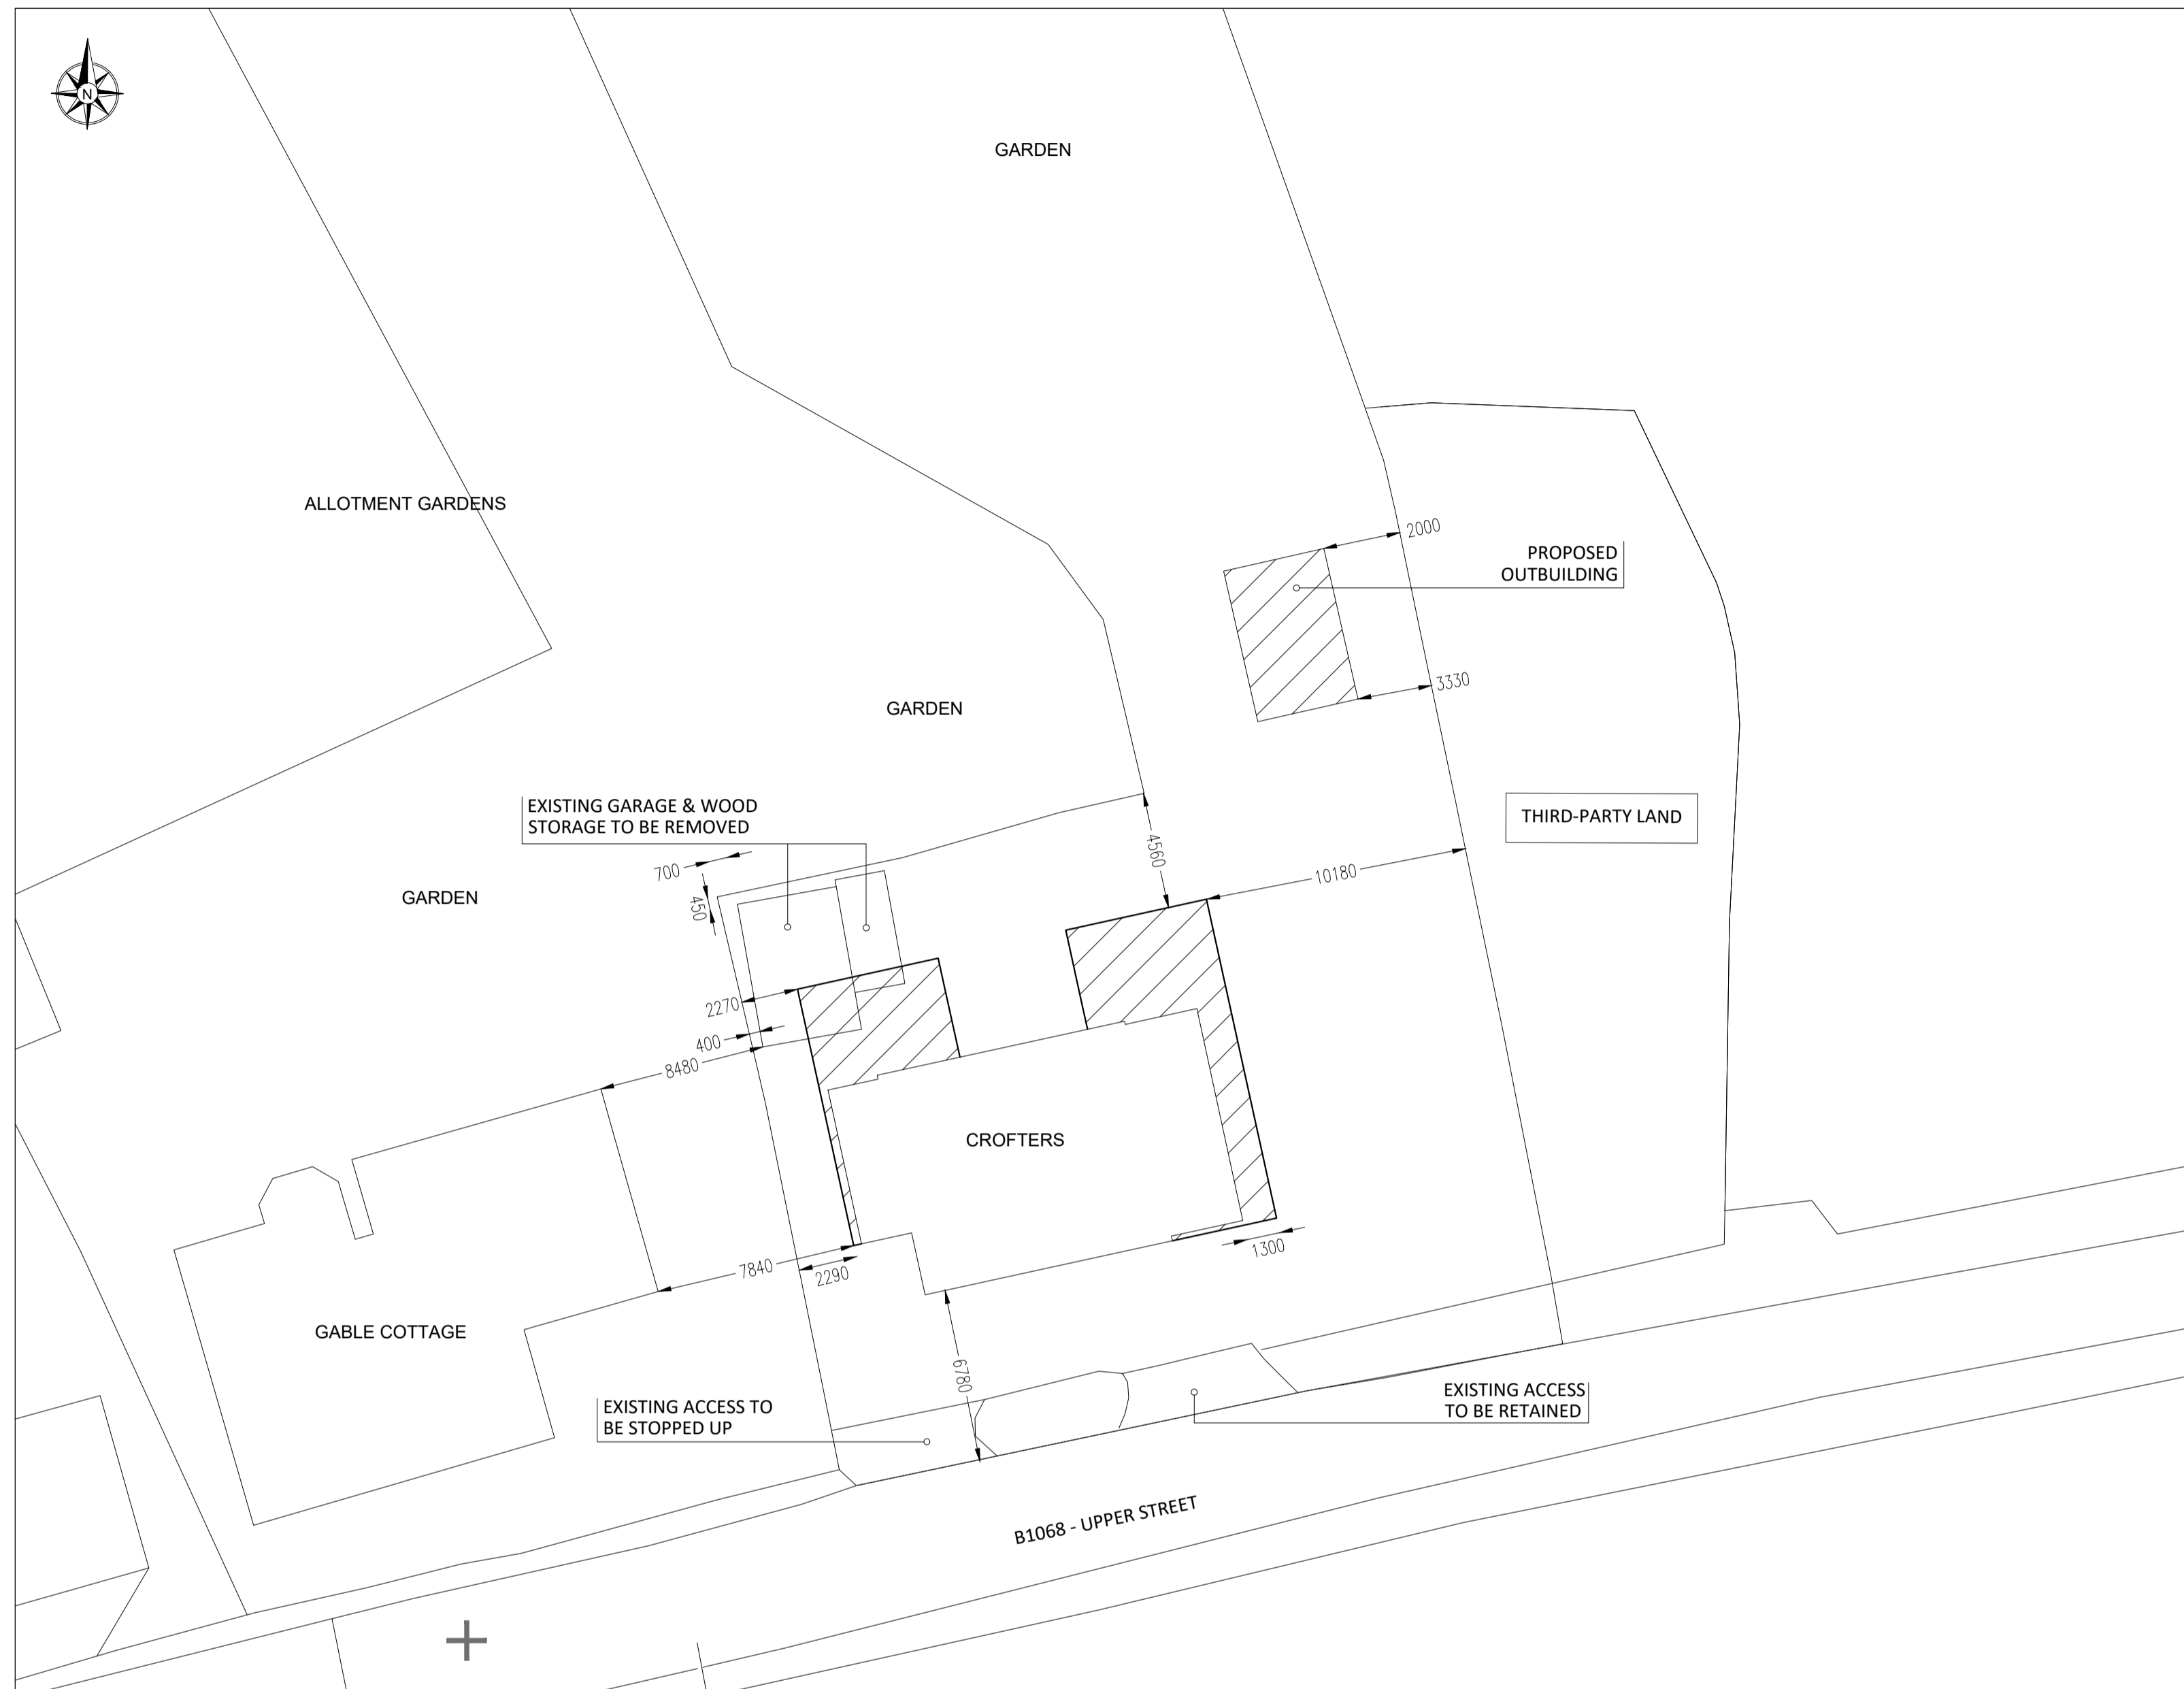 N
GARDEN
ALLOTMENT GARDENS
2000
PROPOSED
OUTBUILDING
3330
GARDEN
EXISTING GARAGE & WOOD
STORAGE TO BE REMOVED
THIRD-PARTY LAND
4560
700
10180
450
GARDEN
2270
400
8480
CROFTERS
7840
2290
1300
GABLE COTTAGE
6780
EXISTING ACCESS TO
BE STOPPED UP
EXISTING ACCESS
TO BE RETAINED
B1068 - UPPER STREET